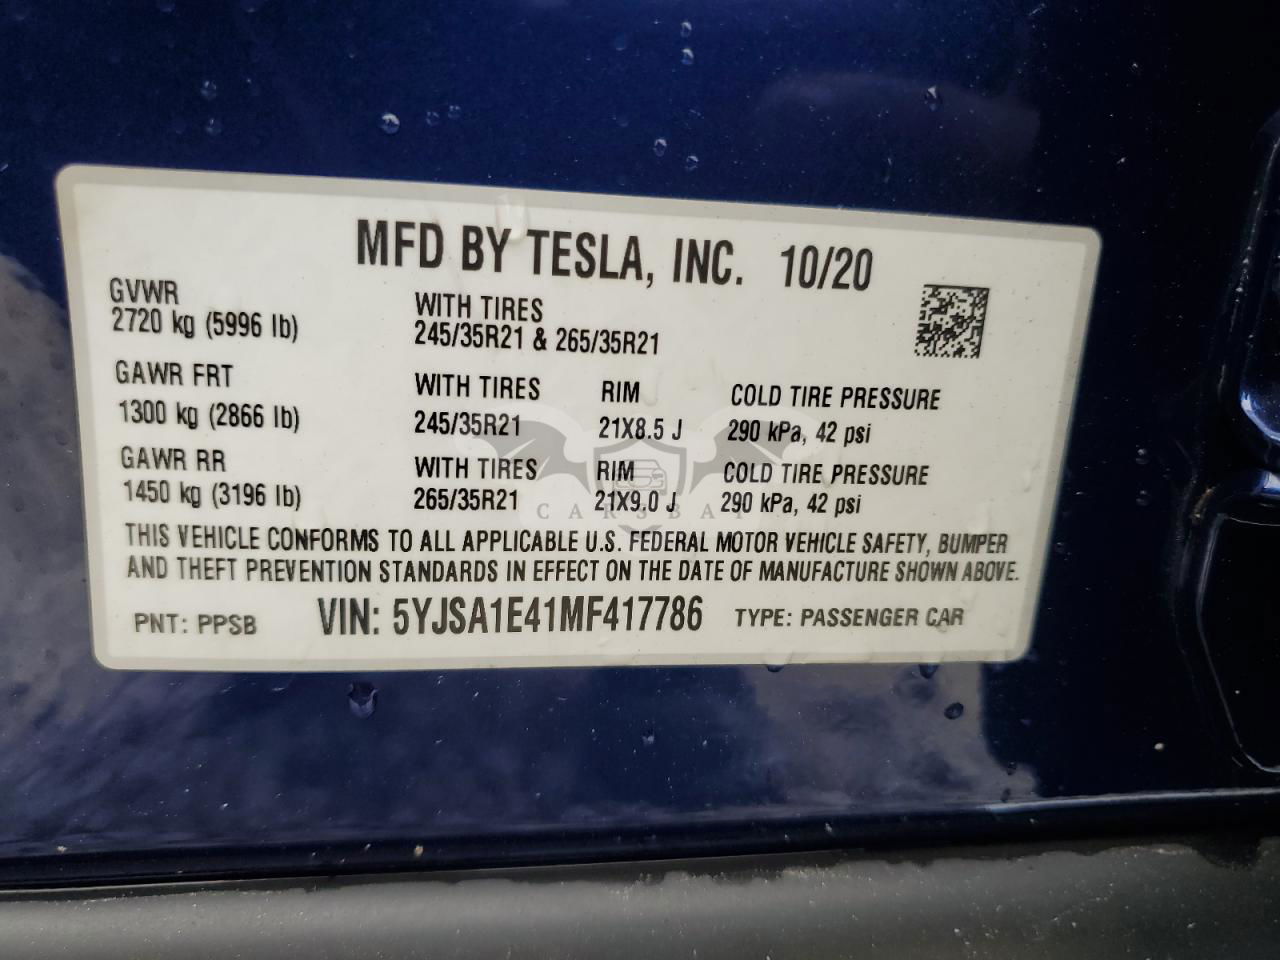 MFD BY TESLA, INC. 10/20
GVWR
2720 kg (5996 lb)
WITH TIRES
245/35R21 & 265/35R21
GAWR FRT
1300 kg (2866 lb)
WITH TIRES
245/35R21
RIM
21X8.5 J
COLD TIRE PRESSURE
290 kPa, 42 psi
GAWR RR
1450 kg (3196 lb)
WITH TIRES
265/35R21
RIM
21X9.0 J
COLD TIRE PRESSURE
290 kPa, 42 psi
CARSBAT
THIS VEHICLE CONFORMS TO ALL APPLICABLE U.S. FEDERAL MOTOR VEHICLE SAFETY, BUMPER
AND THEFT PREVENTION STANDARDS IN EFFECT ON THE DATE OF MANUFACTURE SHOWN ABOVE.
PNT: PPSB VIN: 5YJSA1E41MF417786 TYPE: PASSENGER CAR